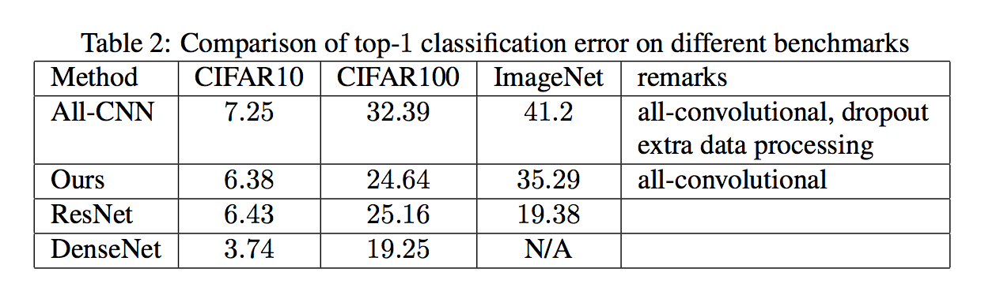 Table 2: Comparison of top-1 classification error on different benchmarks
Method CIFAR10 CIFAR100 ImageNet remarks
All-CNN 7.25 32.39 41.2 all-convolutional, dropout
extra data processing
Ours 6.38 24.64 35.29 all-convolutional
ResNet 6.43 25.16 19.38
DenseNet 3.74 19.25 N/A